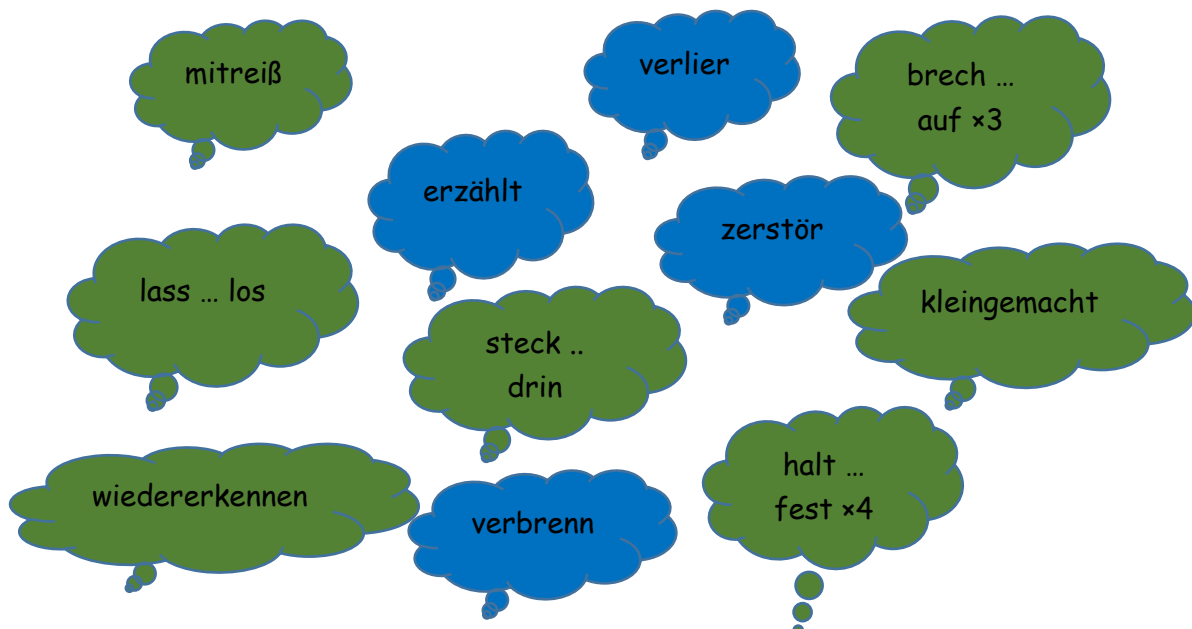 mitreiß
verlier
brech ...
auf ×3
erzählt
zerstör
lass ... los
kleingemacht
steck ..
drin
halt ...
fest ×4
wiedererkennen
verbrenn